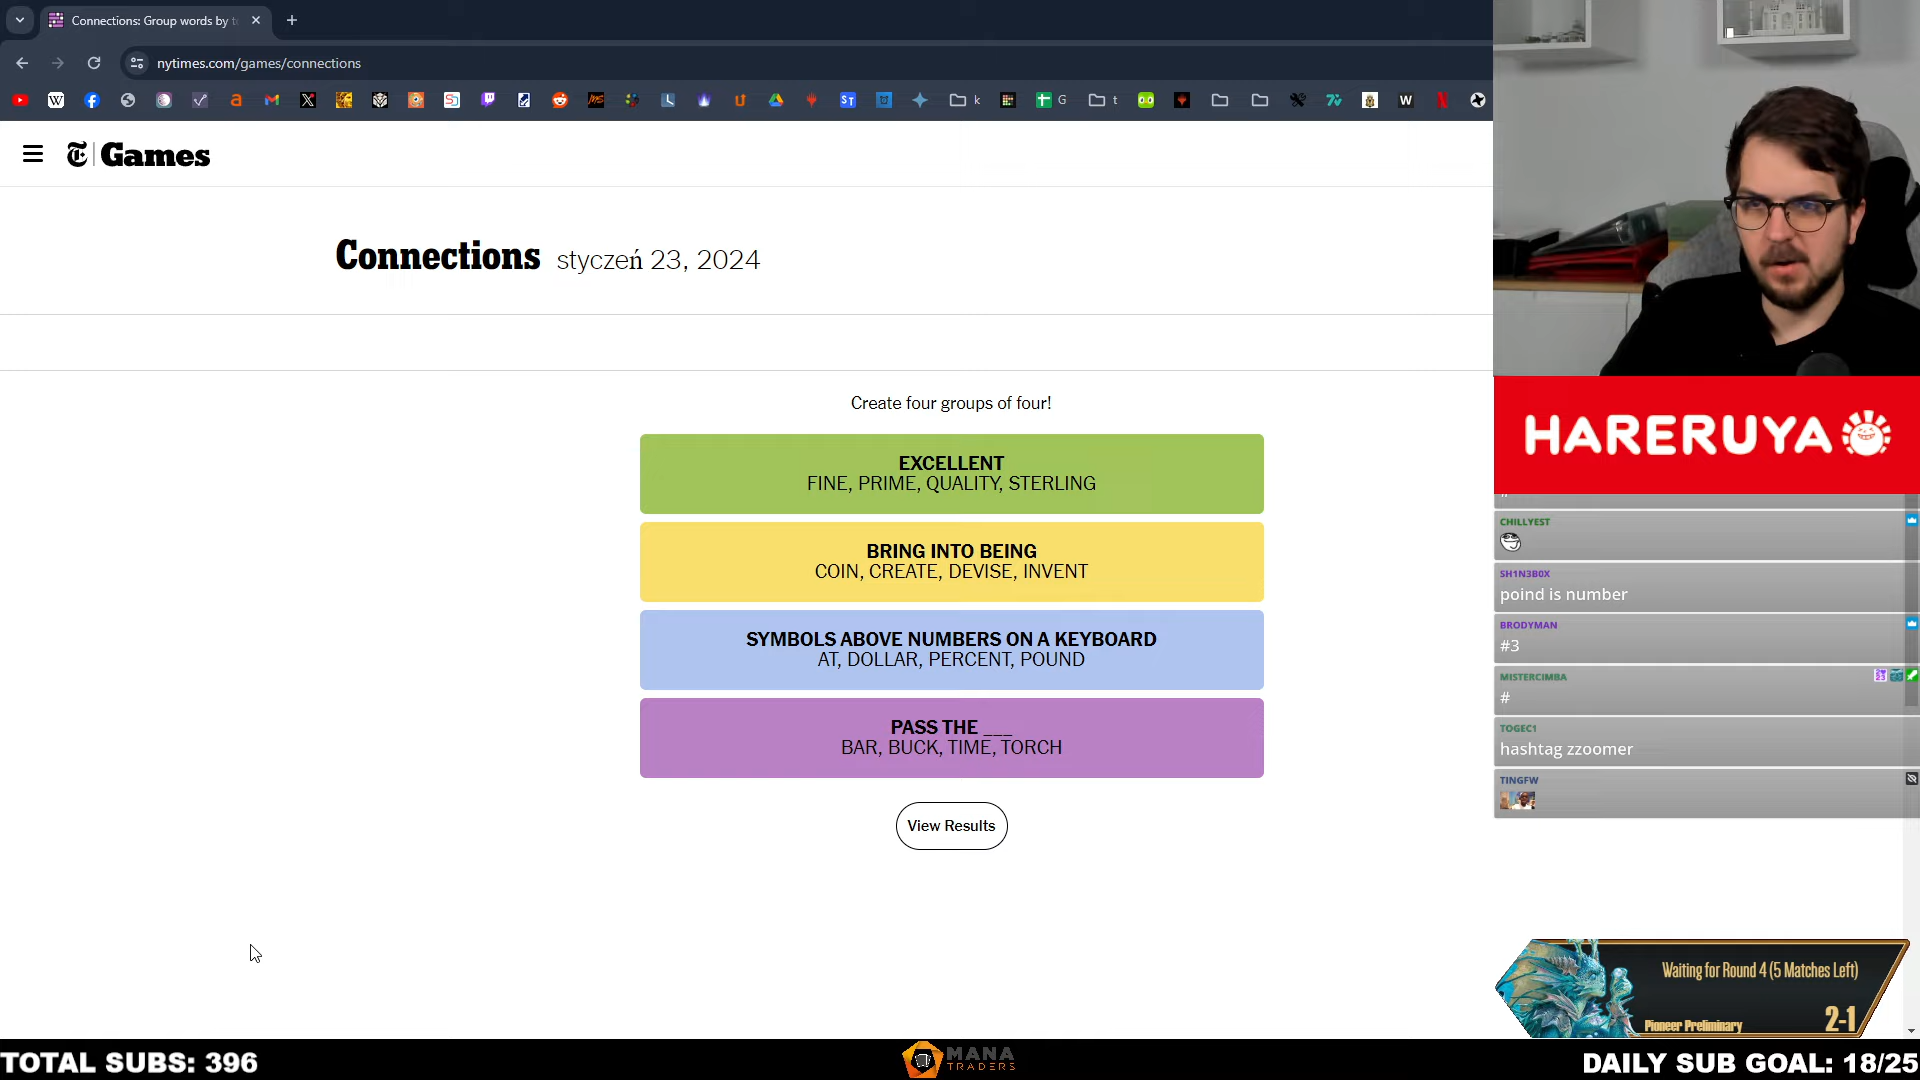 Connections: Group words by t
nytimes.com/games/connections
k
G
t
Games
Connections styczeń 23, 2024
Create four groups of four!
EXCELLENT
FINE, PRIME, QUALITY, STERLING
BRING INTO BEING
COIN, CREATE, DEVISE, INVENT
SYMBOLS ABOVE NUMBERS ON A KEYBOARD
AT, DOLLAR, PERCENT, POUND
PASS THE ___
BAR, BUCK, TIME, TORCH
View Results
HARERUYA
CHILLYEST
SH1N3B0X
poind is number
BRODYMAN
#3
MISTERCIMBA
#
TOGEC1
hashtag zzoomer
TINGFW
Waiting for Round 4 (5 Matches Left)
Pioneer Preliminary
2-1
TOTAL SUBS: 396
MANA
TRADERS
DAILY SUB GOAL: 18/25